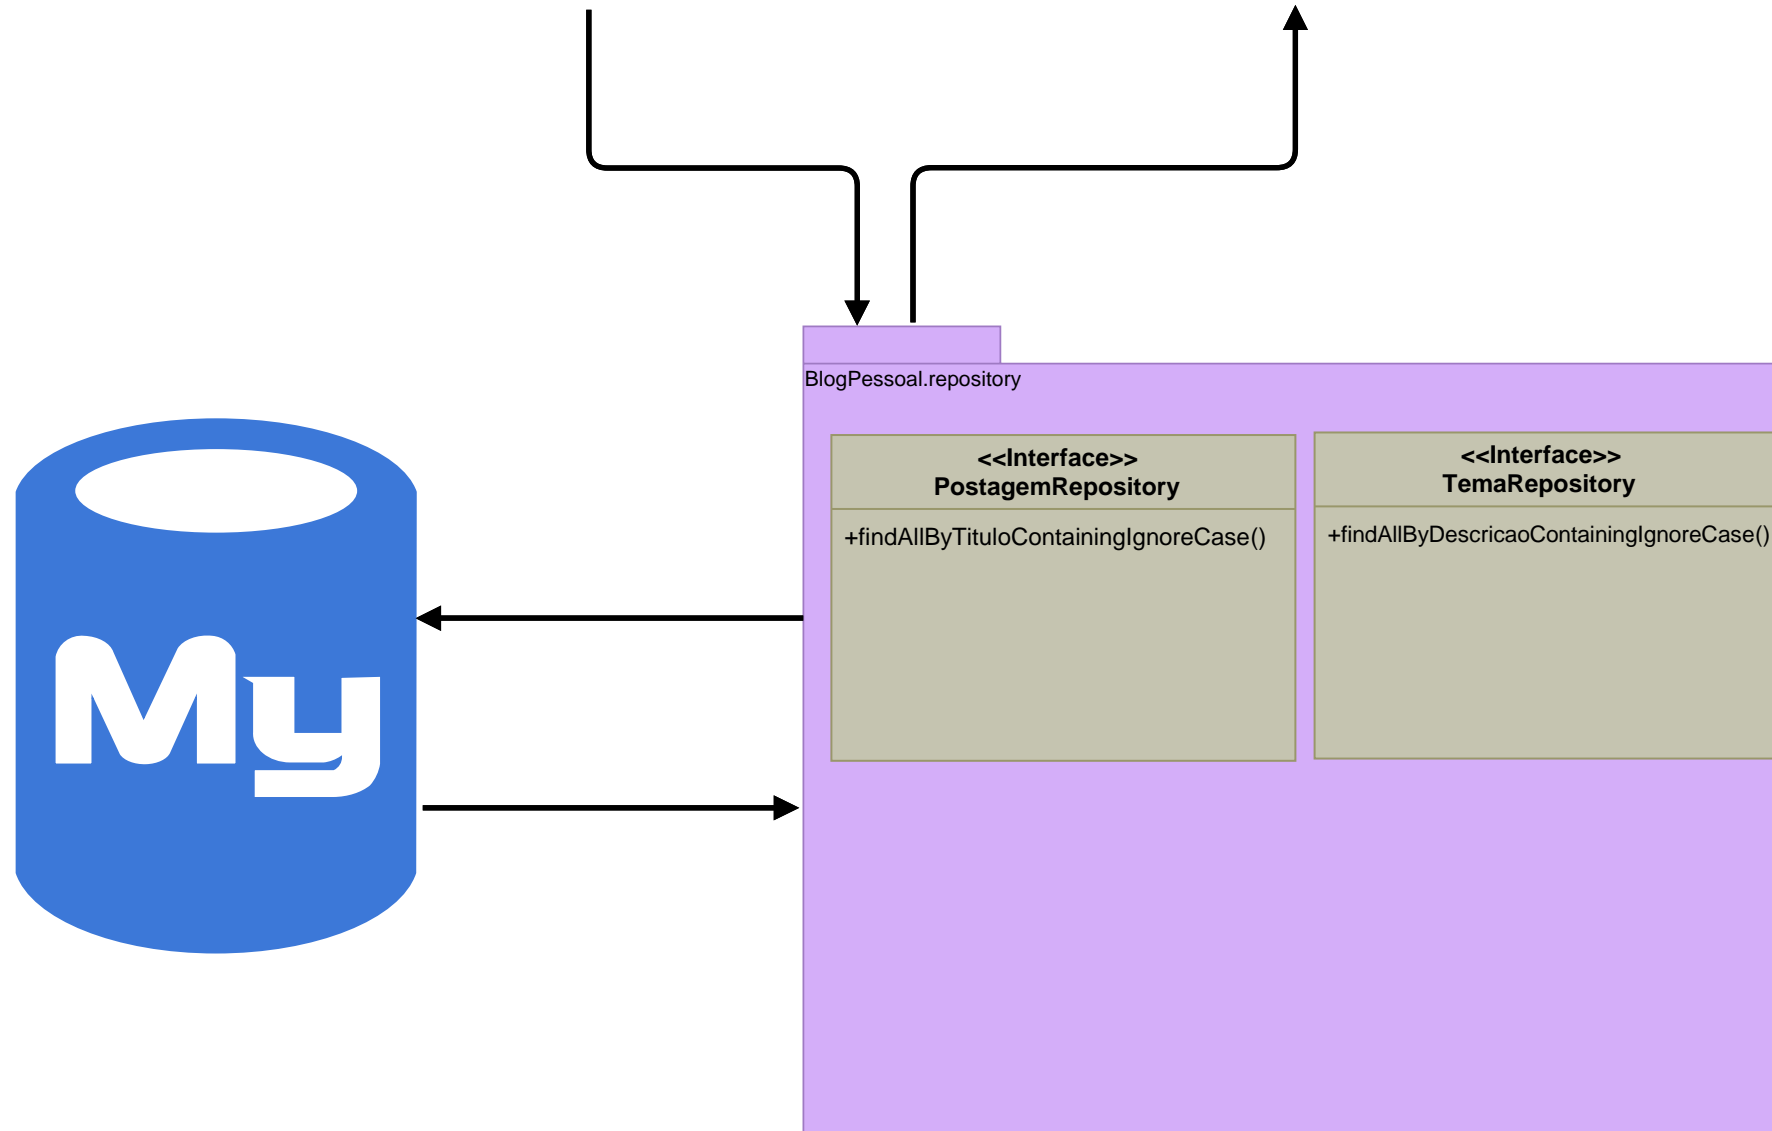 BlogPessoal.repository
<<Interface>>
PostagemRepository
+findAllByTituloContainingIgnoreCase()
<<Interface>>
TemaRepository
+findAllByDescricaoContainingIgnoreCase()
My